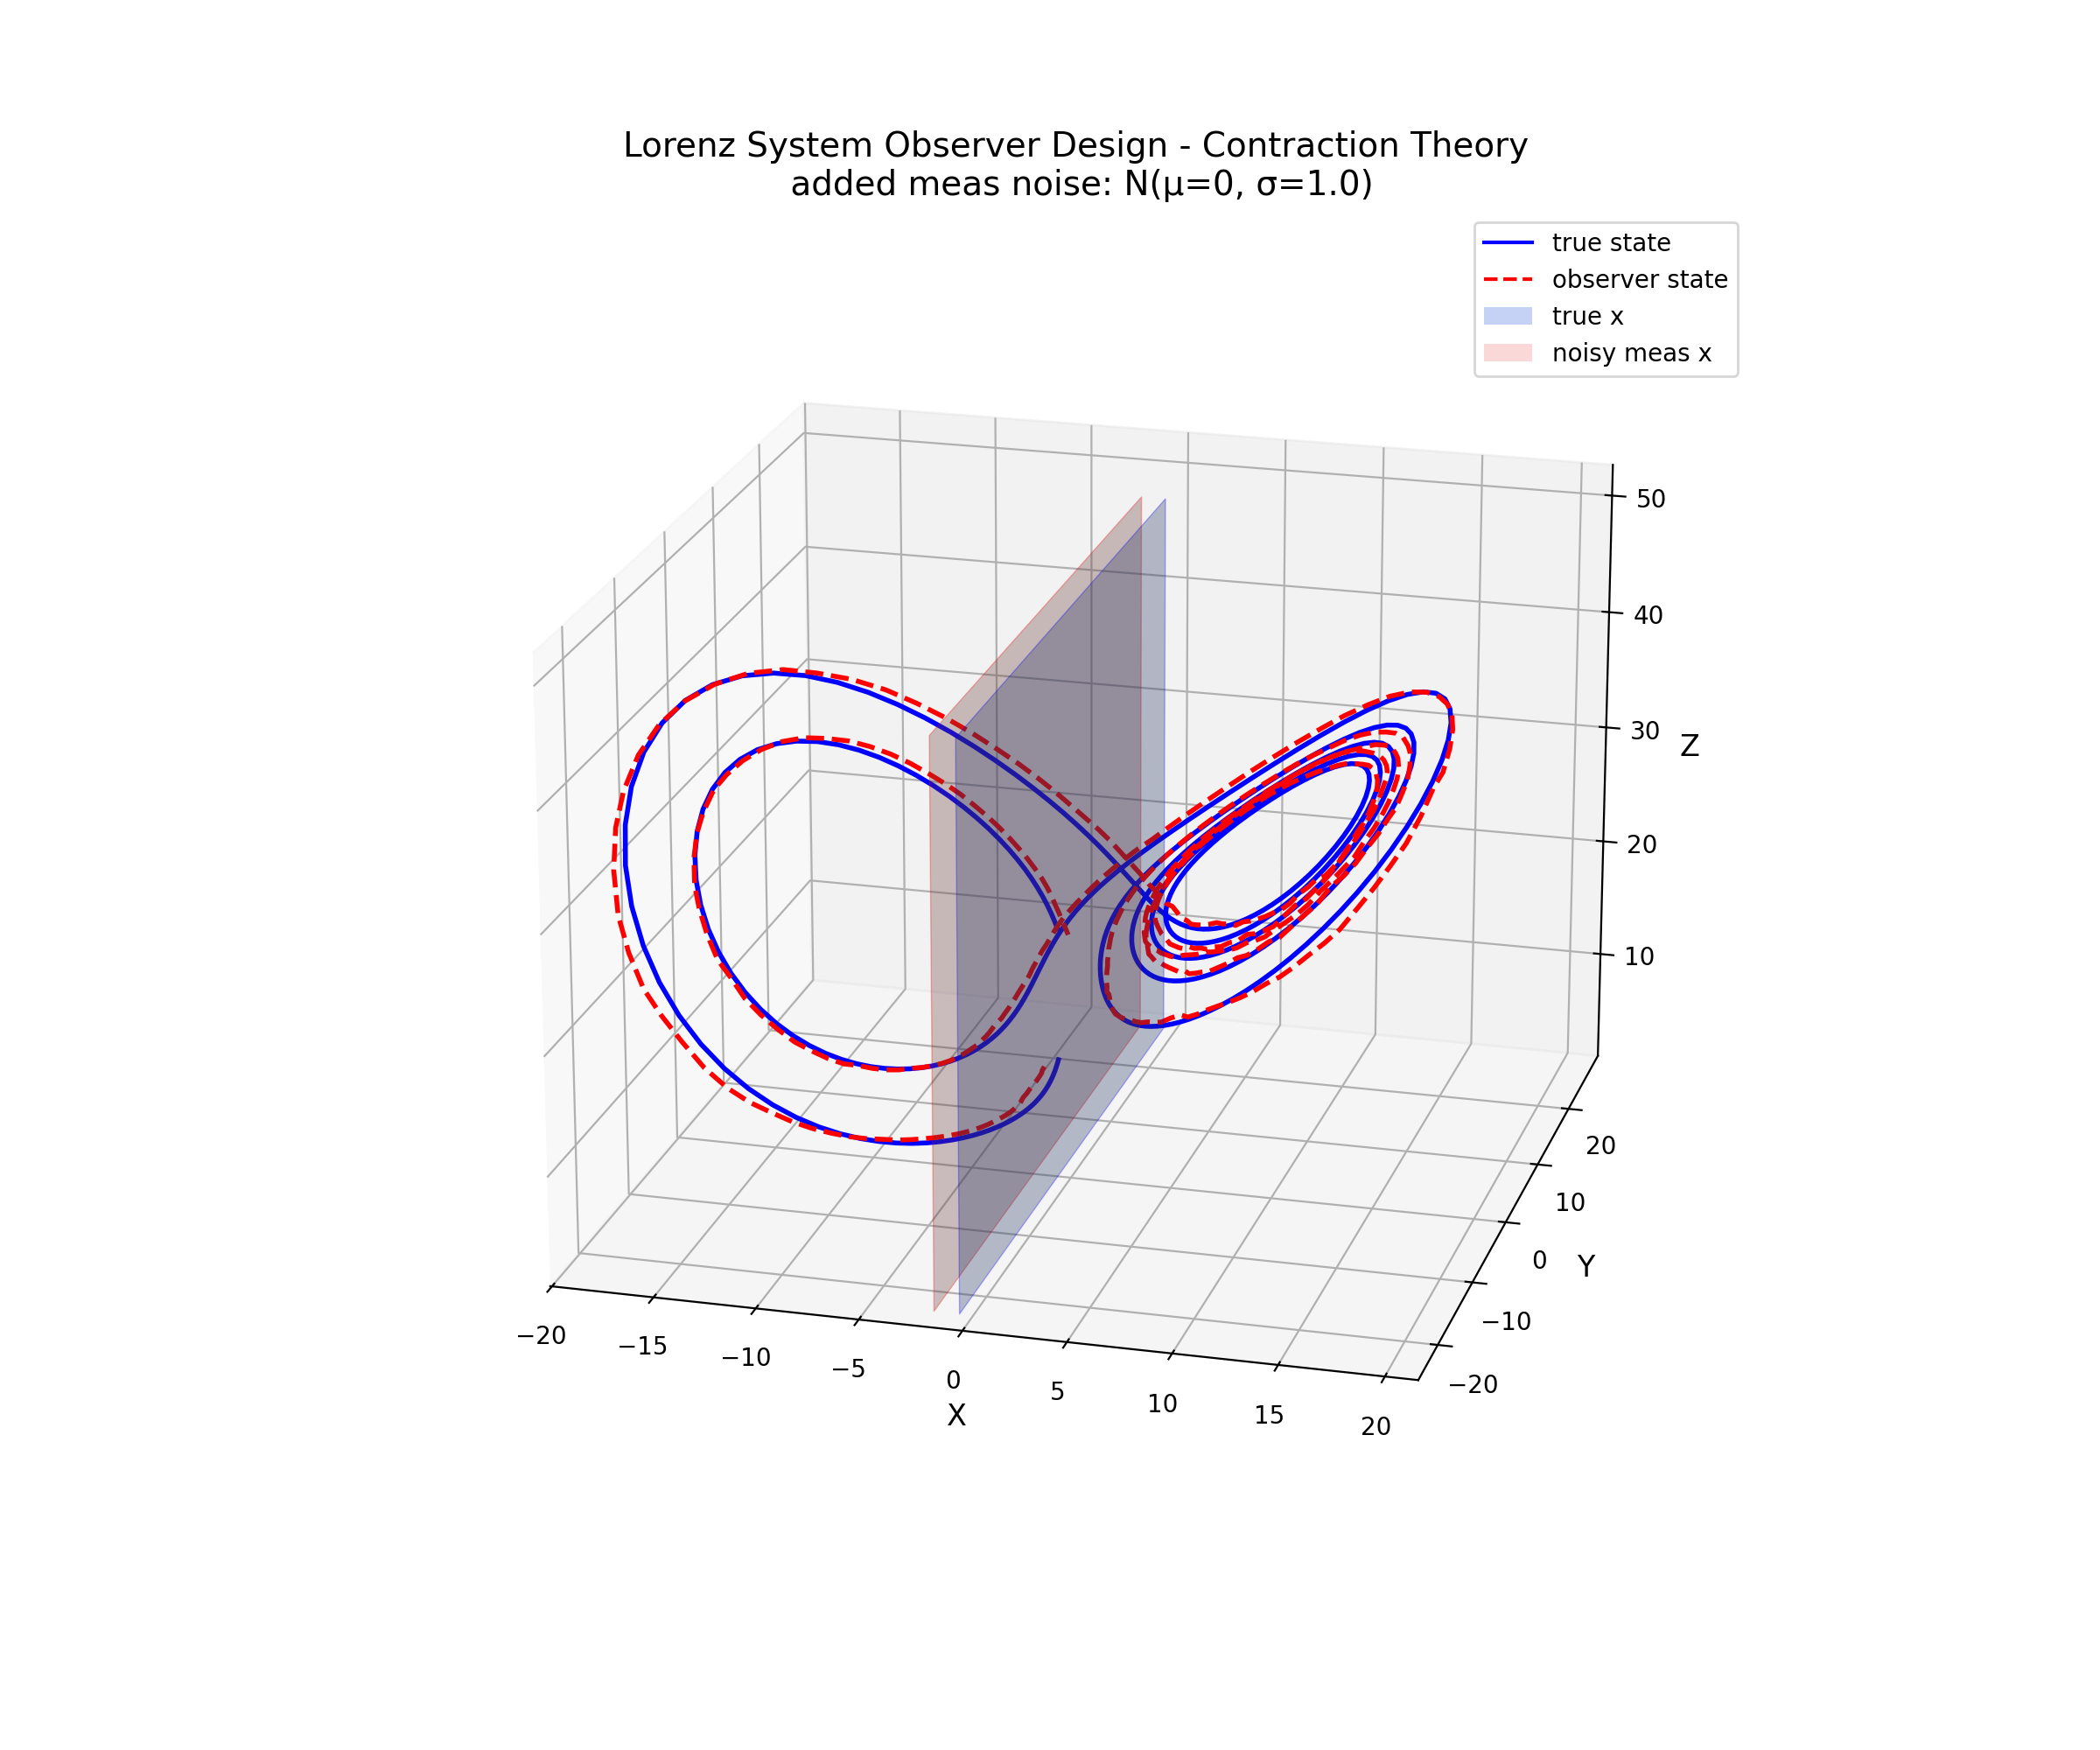 Lorenz System Observer Design - Contraction Theory
added meas noise: N(μ=0, σ=1.0)
true state
observer state
true x
noisy meas x
50
40
30
Z
20
10
20
10
0
Y
−10
−20
−20
−15
−10
−5
0
5
10
15
20
X